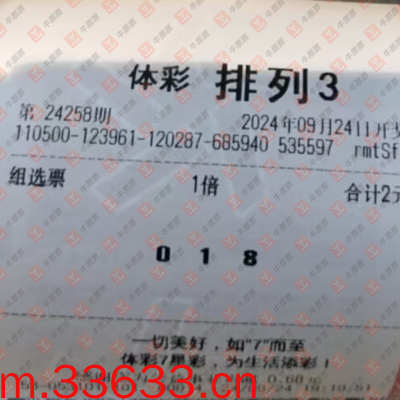 体彩 排列3
第 24258期 2024年09月24日开奖
110500-123961-120287-685940 535597 rmtSf
组选票 1倍 合计2元
0 1 8
一切美好，如"7"而至
体彩7星彩，为生活添彩！
m.33633.com